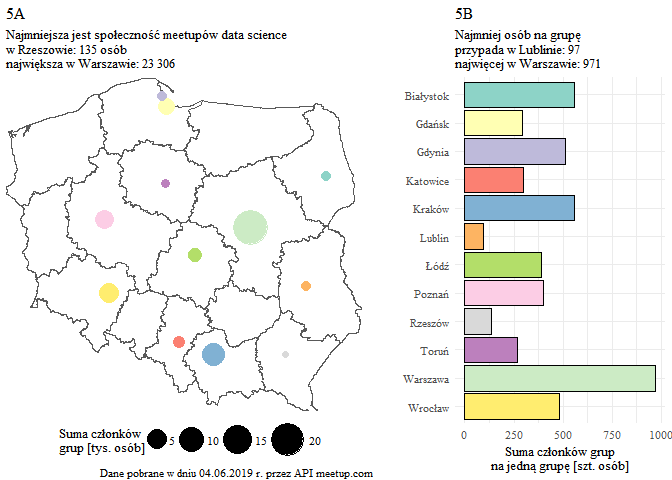 5A
Najmniejsza jest społeczność meetupów data science
w Rzeszowie: 135 osób
największa w Warszawie: 23 306
Suma członków
grup [tys. osób]
5 10 15 20
Dane pobrane w dniu 04.06.2019 r. przez API meetup.com
5B
Najmniej osób na grupę
przypada w Lublinie: 97
najwięcej w Warszawie: 971
Białystok
Gdańsk
Gdynia
Katowice
Kraków
Lublin
Łódź
Poznań
Rzeszów
Toruń
Warszawa
Wrocław
0 250 500 750 1000
Suma członków grup
na jedną grupę [szt. osób]